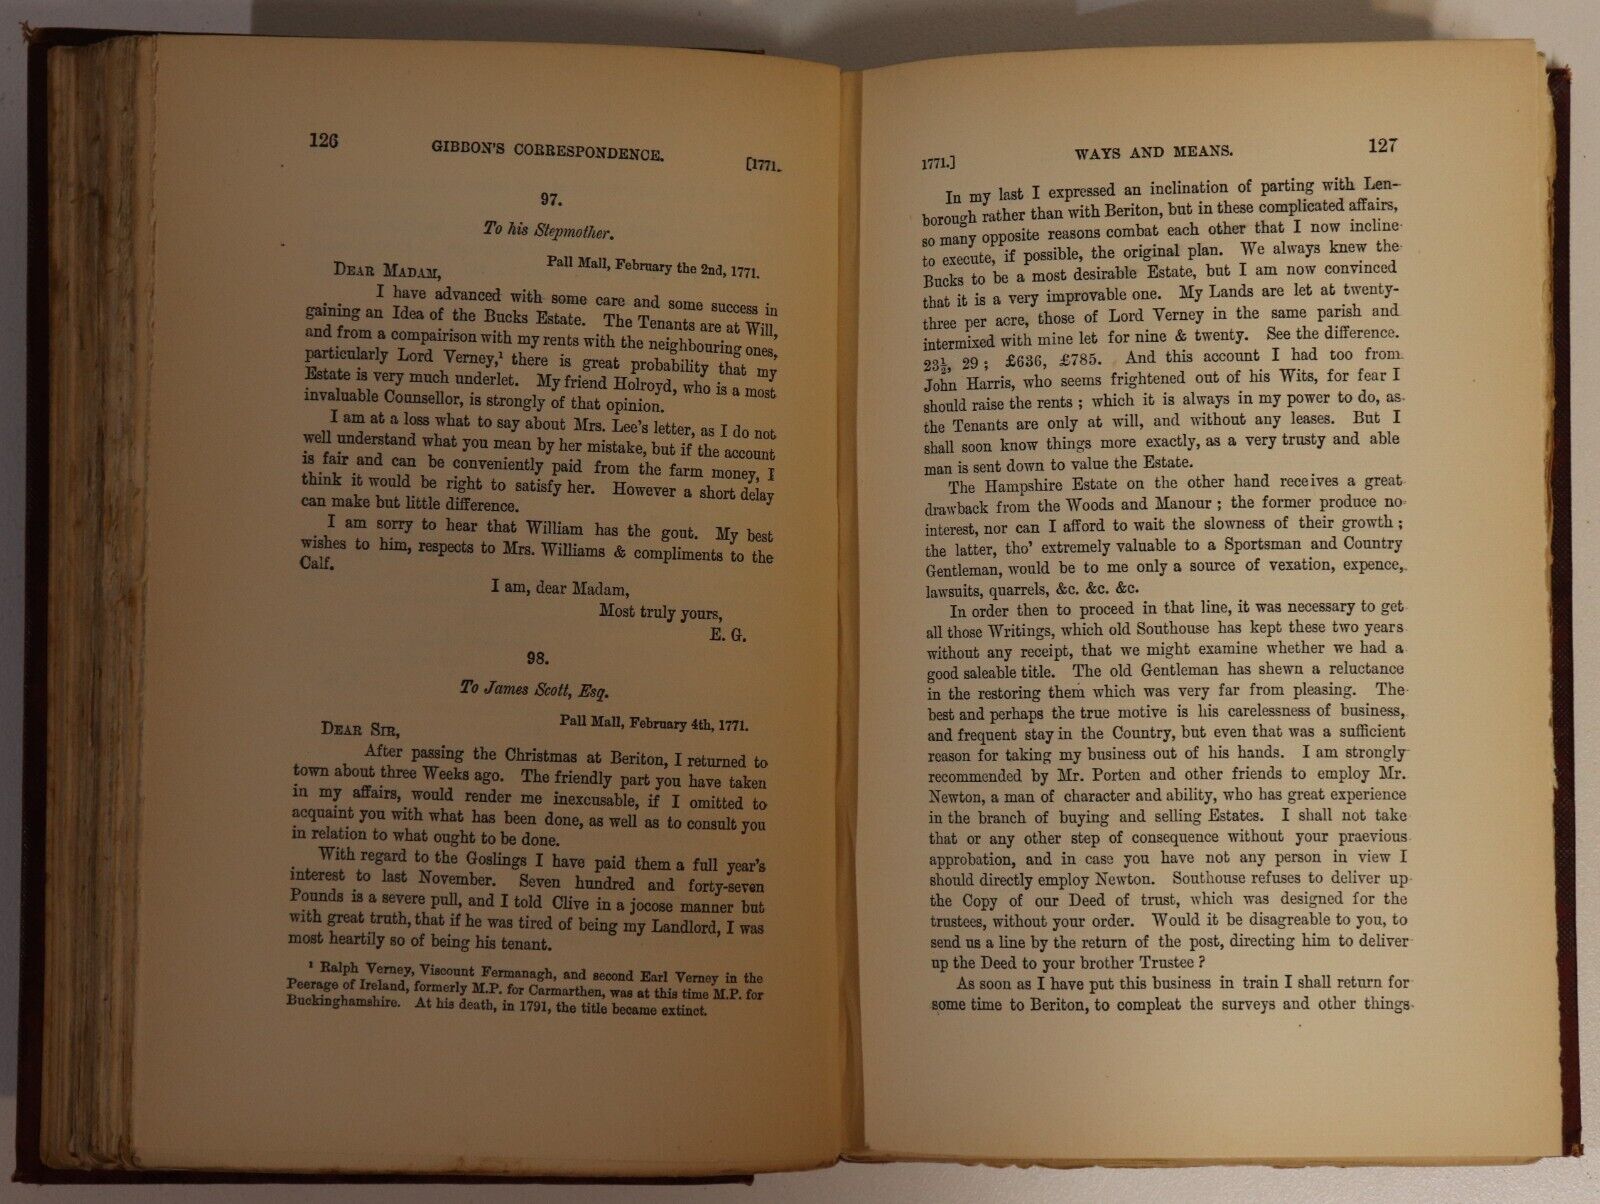 126
GIBBON'S CORRESPONDENCE.
[1771.
97.
To his Stepmother.
Pall Mall, February the 2nd, 1771.
DEAR MADAM,
I have advanced with some care and some success in
gaining an Idea of the Bucks Estate. The Tenants are at Will,
and from a compairison with my rents with the neighbouring ones,
particularly Lord Verney,¹ there is great probability that my
Estate is very much underlet. My friend Holroyd, who is a most
invaluable Counsellor, is strongly of that opinion.
I am at a loss what to say about Mrs. Lee's letter, as I do not
well understand what you mean by her mistake, but if the account
is fair and can be conveniently paid from the farm money, I
think it would be right to satisfy her. However a short delay
can make but little difference.
I am sorry to hear that William has the gout. My best
wishes to him, respects to Mrs. Williams & compliments to the
Calf.
I am, dear Madam,
Most truly yours,
E. G.
98.
To James Scott, Esq.
Pall Mall, February 4th, 1771.
DEAR SIR,
After passing the Christmas at Beriton, I returned to
town about three Weeks ago. The friendly part you have taken
in my affairs, would render me inexcusable, if I omitted to
acquaint you with what has been done, as well as to consult you
in relation to what ought to be done.
With regard to the Goslings I have paid them a full year's
interest to last November. Seven hundred and forty-seven
Pounds is a severe pull, and I told Clive in a jocose manner but
with great truth, that if he was tired of being my Landlord, I was
most heartily so of being his tenant.
¹ Ralph Verney, Viscount Fermanagh, and second Earl Verney in the
Peerage of Ireland, formerly M.P. for Carmarthen, was at this time M.P. for
Buckinghamshire. At his death, in 1791, the title became extinct.
1771.]
WAYS AND MEANS.
127
In my last I expressed an inclination of parting with Len-
borough rather than with Beriton, but in these complicated affairs,
so many opposite reasons combat each other that I now incline
to execute, if possible, the original plan. We always knew the
Bucks to be a most desirable Estate, but I am now convinced
that it is a very improvable one. My Lands are let at twenty-
three per acre, those of Lord Verney in the same parish and
intermixed with mine let for nine & twenty. See the difference.
23½, 29; £636, £785. And this account I had too from
John Harris, who seems frightened out of his Wits, for fear I
should raise the rents; which it is always in my power to do, as
the Tenants are only at will, and without any leases. But I
shall soon know things more exactly, as a very trusty and able
man is sent down to value the Estate.
The Hampshire Estate on the other hand receives a great
drawback from the Woods and Manour; the former produce no
interest, nor can I afford to wait the slowness of their growth;
the latter, tho' extremely valuable to a Sportsman and Country
Gentleman, would be to me only a source of vexation, expence,
lawsuits, quarrels, &c. &c. &c.
In order then to proceed in that line, it was necessary to get
all those Writings, which old Southouse has kept these two years
without any receipt, that we might examine whether we had a
good saleable title. The old Gentleman has shewn a reluctance
in the restoring them which was very far from pleasing. The
best and perhaps the true motive is his carelessness of business,
and frequent stay in the Country, but even that was a sufficient
reason for taking my business out of his hands. I am strongly
recommended by Mr. Porten and other friends to employ Mr.
Newton, a man of character and ability, who has great experience
in the branch of buying and selling Estates. I shall not take
that or any other step of consequence without your praevious
approbation, and in case you have not any person in view I
should directly employ Newton. Southouse refuses to deliver up
the Copy of our Deed of trust, which was designed for the
trustees, without your order. Would it be disagreable to you, to
send us a line by the return of the post, directing him to deliver
up the Deed to your brother Trustee?
As soon as I have put this business in train I shall return for
some time to Beriton, to compleat the surveys and other things